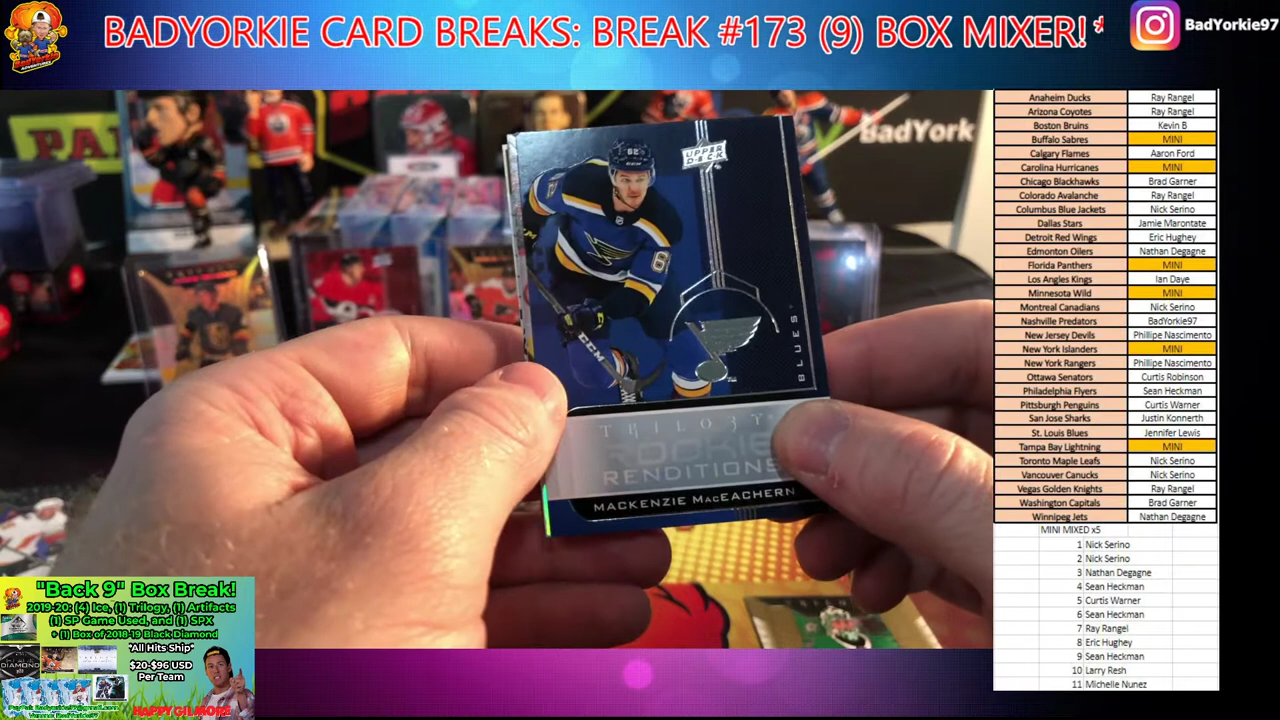 BADYORKIE CARD BREAKS: BREAK #173 (9) BOX MIXER! *
BadYorkie97
BadYork
UPPER DECK
BLUES
TRILOGY
RENDITIONS
MACKENZIE MACEACHERN
Anaheim Ducks Ray Rangel
Arizona Coyotes Ray Rangel
Boston Bruins Kevin B
Buffalo Sabres MINI
Calgary Flames Aaron Ford
Carolina Hurricanes MINI
Chicago Blackhawks Brad Garner
Colorado Avalanche Ray Rangel
Columbus Blue Jackets Nick Serino
Dallas Stars Jamie Marontate
Detroit Red Wings Eric Hughey
Edmonton Oilers Nathan Degagne
Florida Panthers MINI
Los Angeles Kings Ian Daye
Minnesota Wild MINI
Montreal Canadians Nick Serino
Nashville Predators BadYorkie97
New Jersey Devils Phillipe Nascimento
New York Islanders MINI
New York Rangers Phillipe Nascimento
Ottawa Senators Curtis Robinson
Philadelphia Flyers Sean Heckman
Pittsburgh Penguins Curtis Warner
San Jose Sharks Justin Konnerth
St. Louis Blues Jennifer Lewis
Tampa Bay Lightning MINI
Toronto Maple Leafs Nick Serino
Vancouver Canucks Nick Serino
Vegas Golden Knights Ray Rangel
Washington Capitals Brad Garner
Winnipeg Jets Nathan Degagne
MINI MIXED x5
1 Nick Serino
2 Nick Serino
3 Nathan Degagne
4 Sean Heckman
5 Curtis Warner
6 Sean Heckman
7 Ray Rangel
8 Eric Hughey
9 Sean Heckman
10 Larry Resh
11 Michelle Nunez
"Back 9" Box Break!
2019-20: (4) Ice, (1) Trilogy, (1) Artifacts
(1) SP Game Used, and (1) SPX
+ (1) Box of 2018-19 Black Diamond
*All Hits Ship*
$20-$96 USD
Per Team
DIAMOND
HAPPY GILMORE